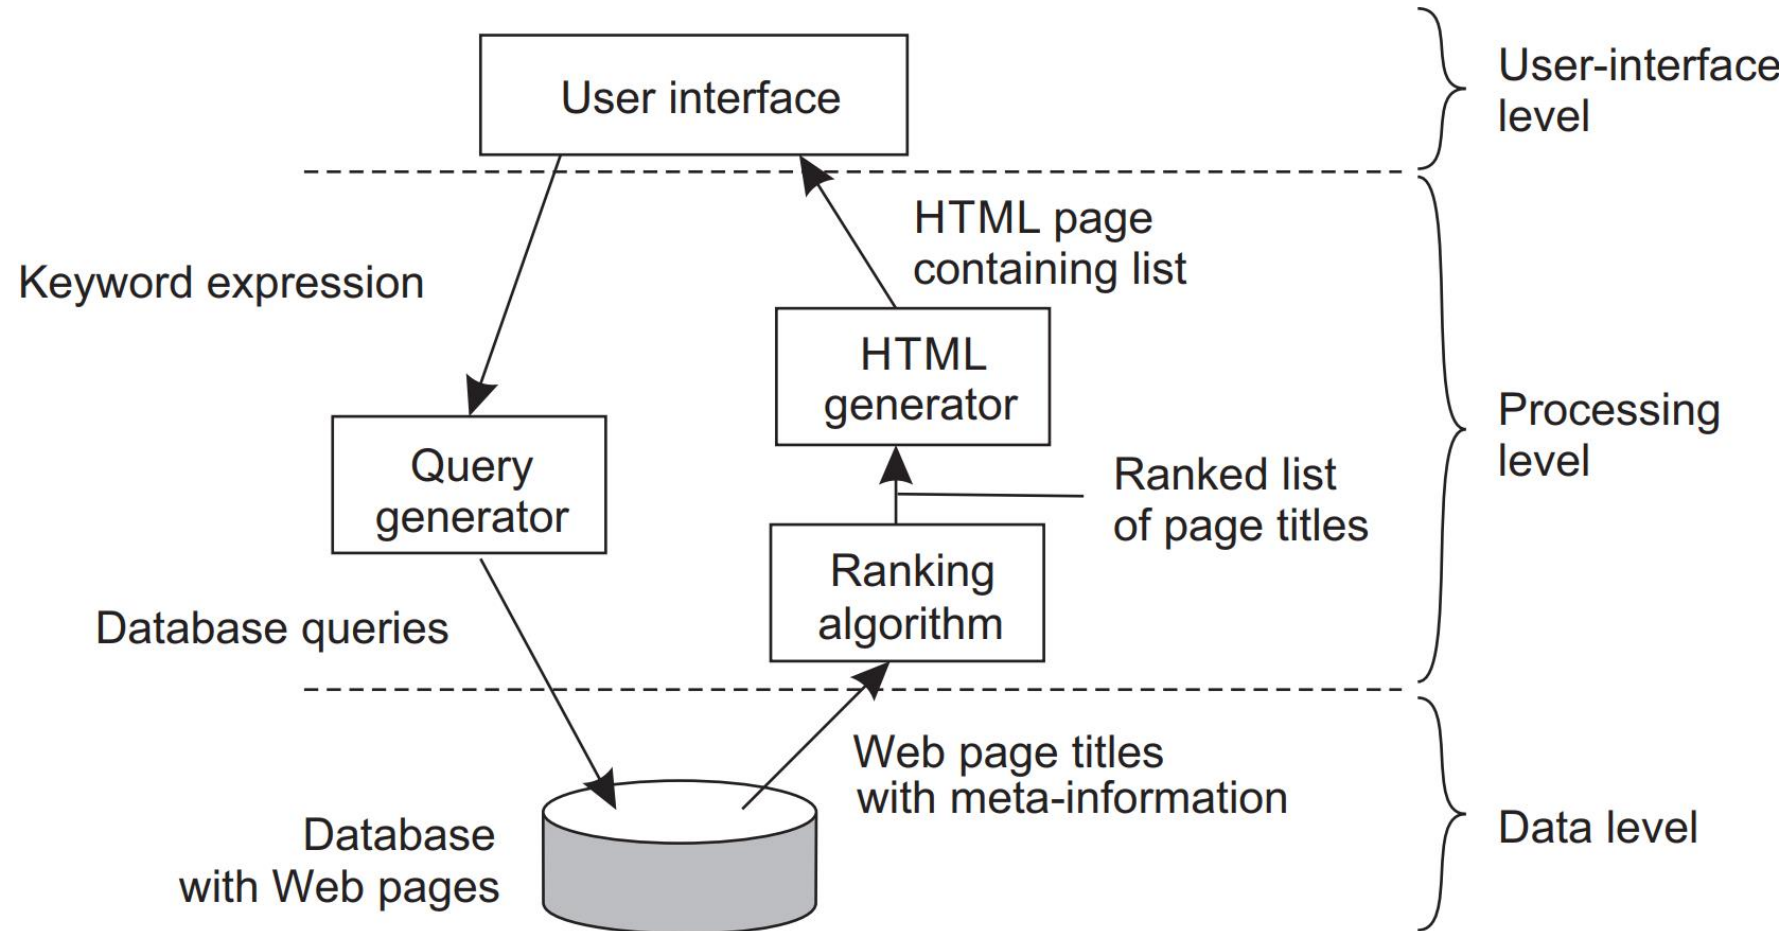 User interface
User-interface
level
Keyword expression
HTML page
containing list
HTML
generator
Query
generator
Ranked list
of page titles
Processing
level
Ranking
algorithm
Database queries
Web page titles
with meta-information
Database
with Web pages
Data level